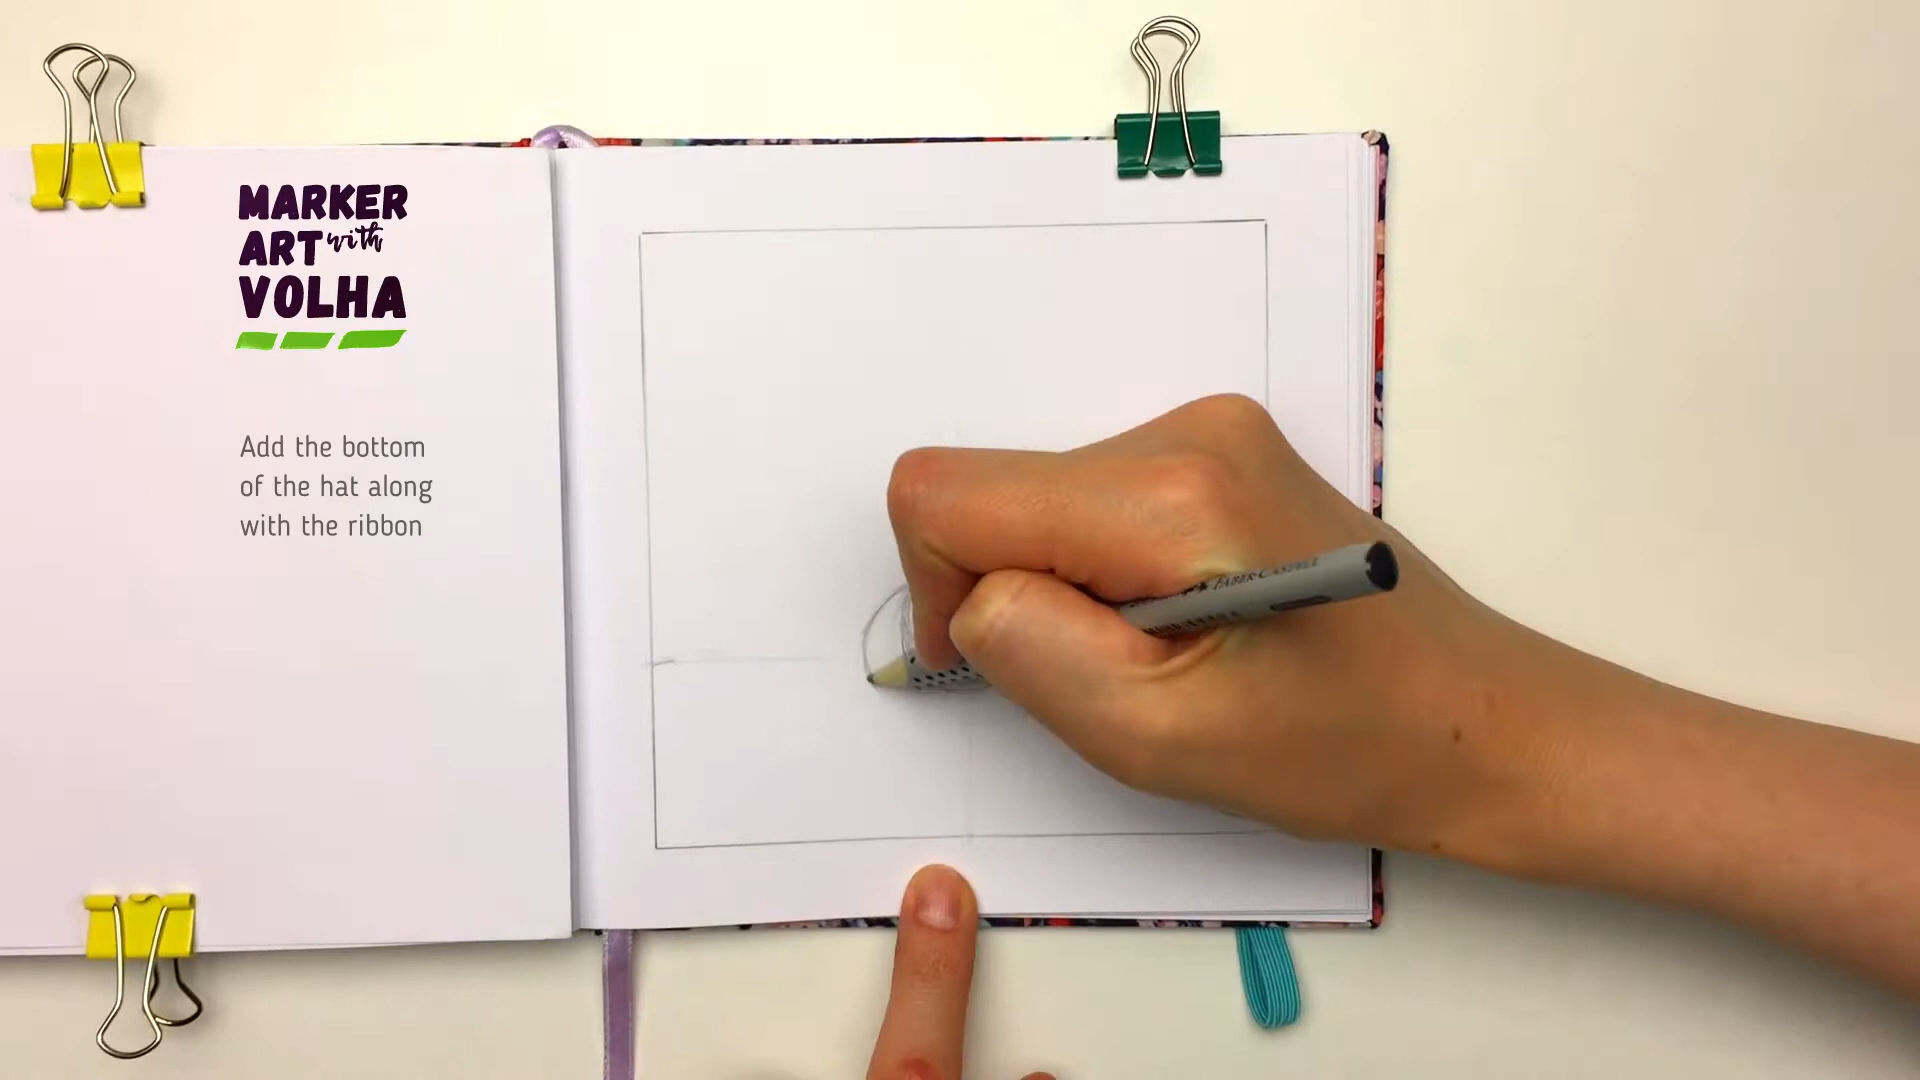 MARKER
ART with
VOLHA
Add the bottom
of the hat along
with the ribbon
FABER-CASTELL